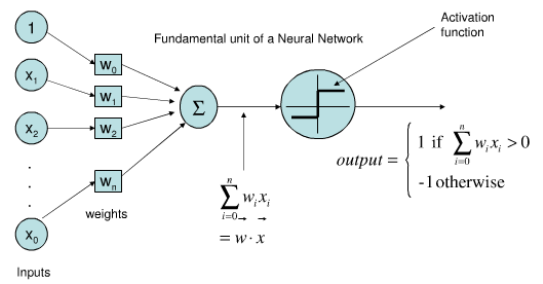 Activation
function
Fundamental unit of a Neural Network
1
x₁
x₂
.
.
.
x₀
Inputs
w₀
w₁
w₂
wₙ
weights
Σ
n
∑ wᵢxᵢ
i=0
= w · x
output = { 1 if ∑ᵢ₌₀ⁿ wᵢxᵢ > 0
-1 otherwise